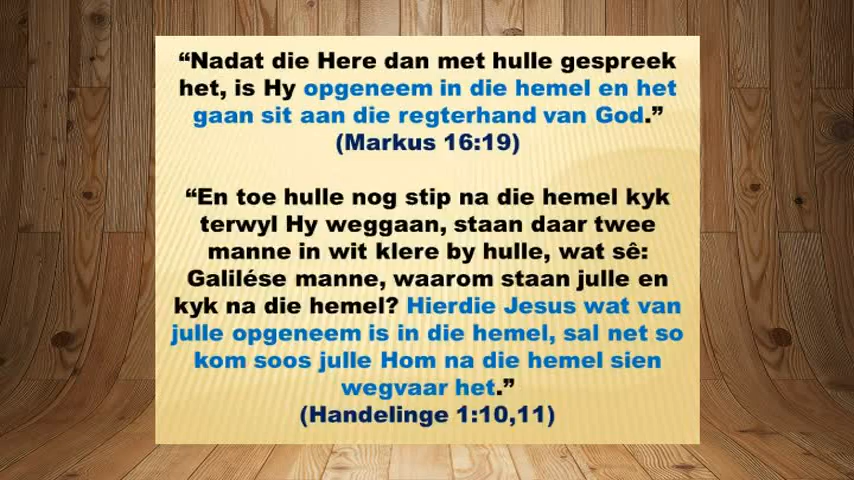 “Nadat die Here dan met hulle gespreek
het, is Hy opgeneem in die hemel en het
gaan sit aan die regterhand van God.”
(Markus 16:19)
“En toe hulle nog stip na die hemel kyk
terwyl Hy weggaan, staan daar twee
manne in wit klere by hulle, wat sê:
Galilése manne, waarom staan julle en
kyk na die hemel? Hierdie Jesus wat van
julle opgeneem is in die hemel, sal net so
kom soos julle Hom na die hemel sien
wegvaar het.”
(Handelinge 1:10,11)